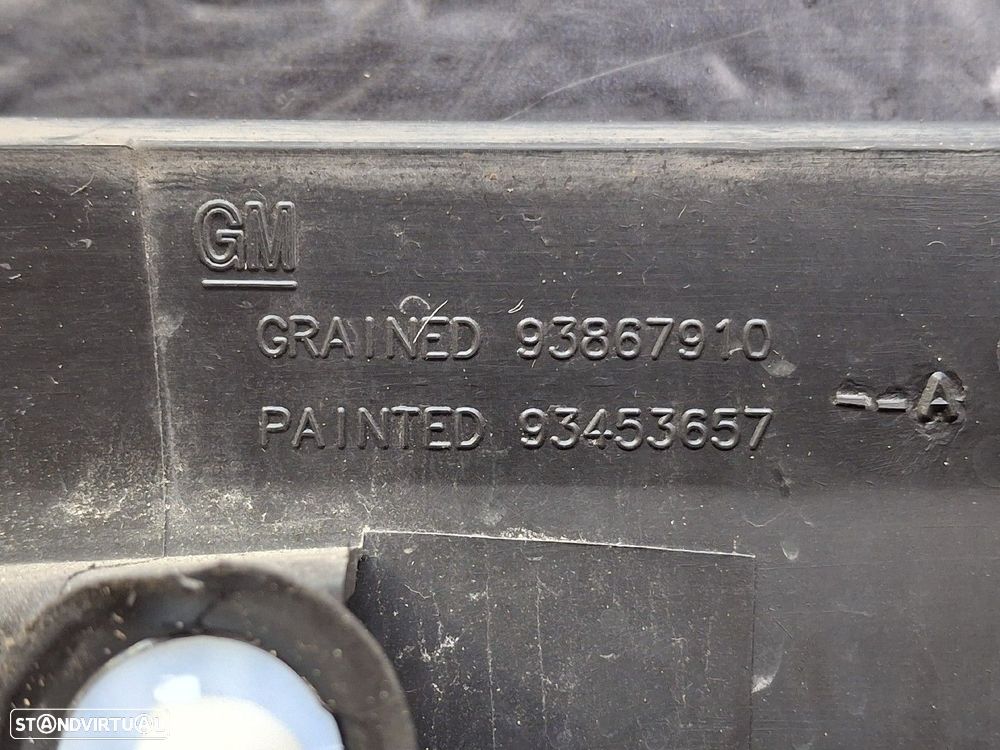 GM
GRAINED 93867910
PAINTED 93453657
--A
STANDVIRTUAL